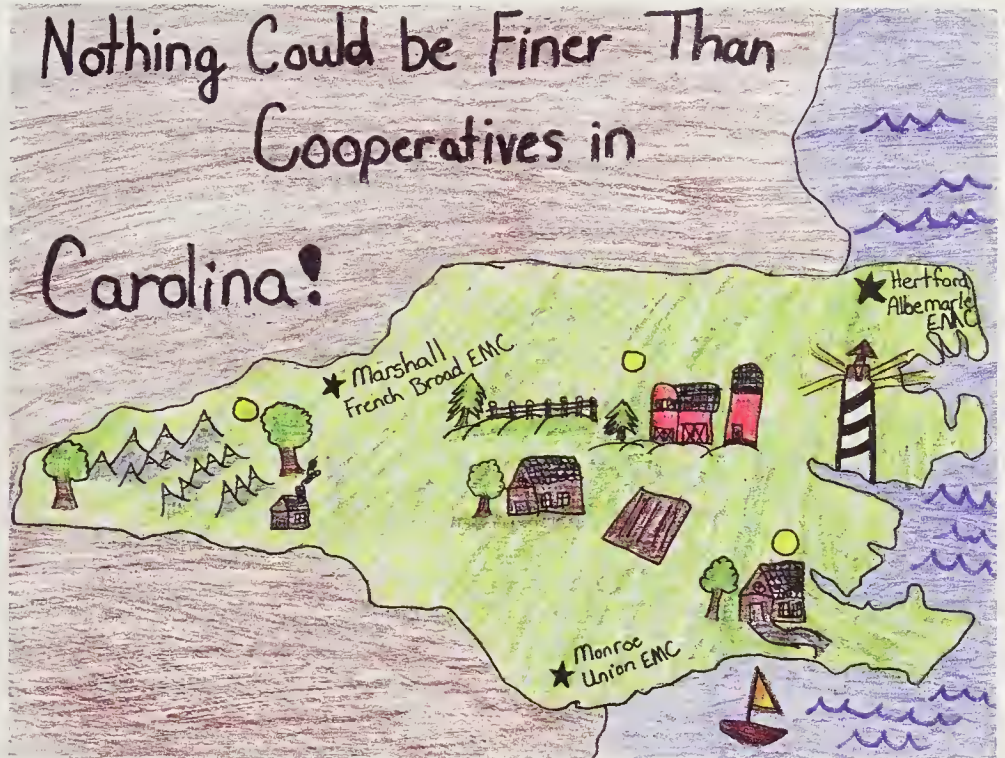 Nothing Could be Finer Than
Cooperatives in
Carolina!
Hertford
Albemarle
EMC
Marshall
French Broad EMC
Monroe
Union EMC